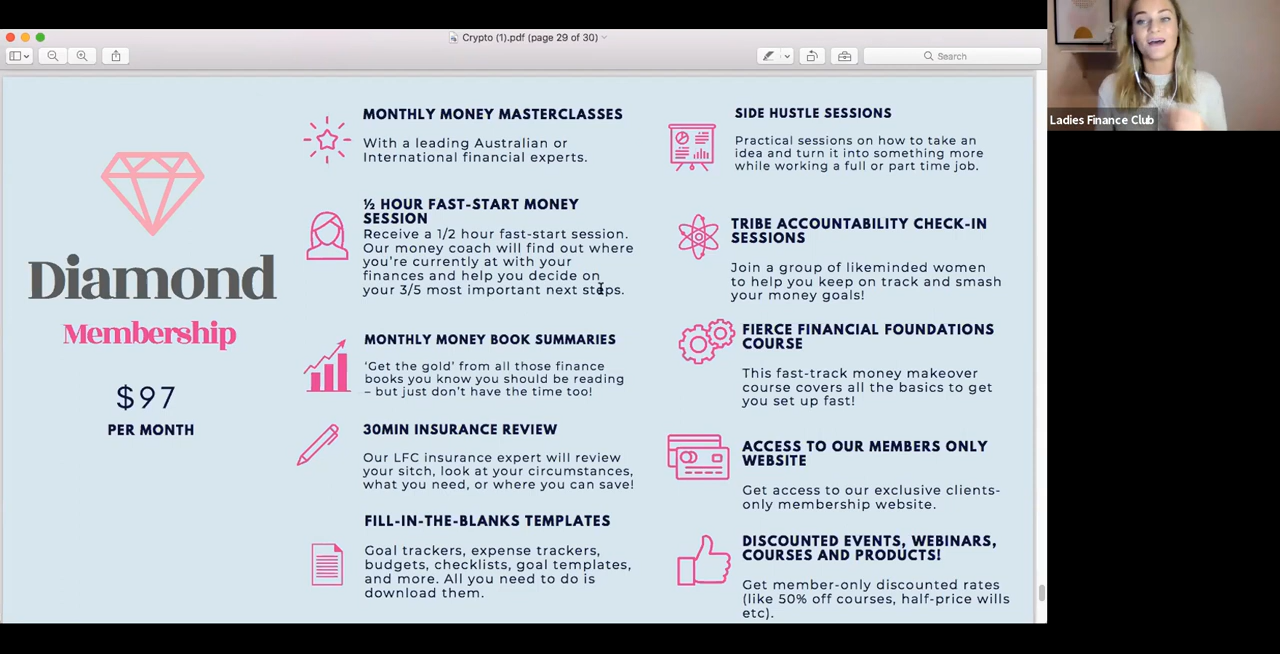 Crypto (1).pdf (page 29 of 30)
Search
Ladies Finance Club
Diamond
Membership
$97
PER MONTH
MONTHLY MONEY MASTERCLASSES
With a leading Australian or
International financial experts.
½ HOUR FAST-START MONEY
SESSION
Receive a 1/2 hour fast-start session.
Our money coach will find out where
you're currently at with your
finances and help you decide on
your 3/5 most important next steps.
MONTHLY MONEY BOOK SUMMARIES
'Get the gold' from all those finance
books you know you should be reading
– but just don't have the time too!
30MIN INSURANCE REVIEW
Our LFC insurance expert will review
your sitch, look at your circumstances,
what you need, or where you can save!
FILL-IN-THE-BLANKS TEMPLATES
Goal trackers, expense trackers,
budgets, checklists, goal templates,
and more. All you need to do is
download them.
SIDE HUSTLE SESSIONS
Practical sessions on how to take an
idea and turn it into something more
while working a full or part time job.
TRIBE ACCOUNTABILITY CHECK-IN
SESSIONS
Join a group of likeminded women
to help you keep on track and smash
your money goals!
FIERCE FINANCIAL FOUNDATIONS
COURSE
This fast-track money makeover
course covers all the basics to get
you set up fast!
ACCESS TO OUR MEMBERS ONLY
WEBSITE
Get access to our exclusive clients-
only membership website.
DISCOUNTED EVENTS, WEBINARS,
COURSES AND PRODUCTS!
Get member-only discounted rates
(like 50% off courses, half-price wills
etc).